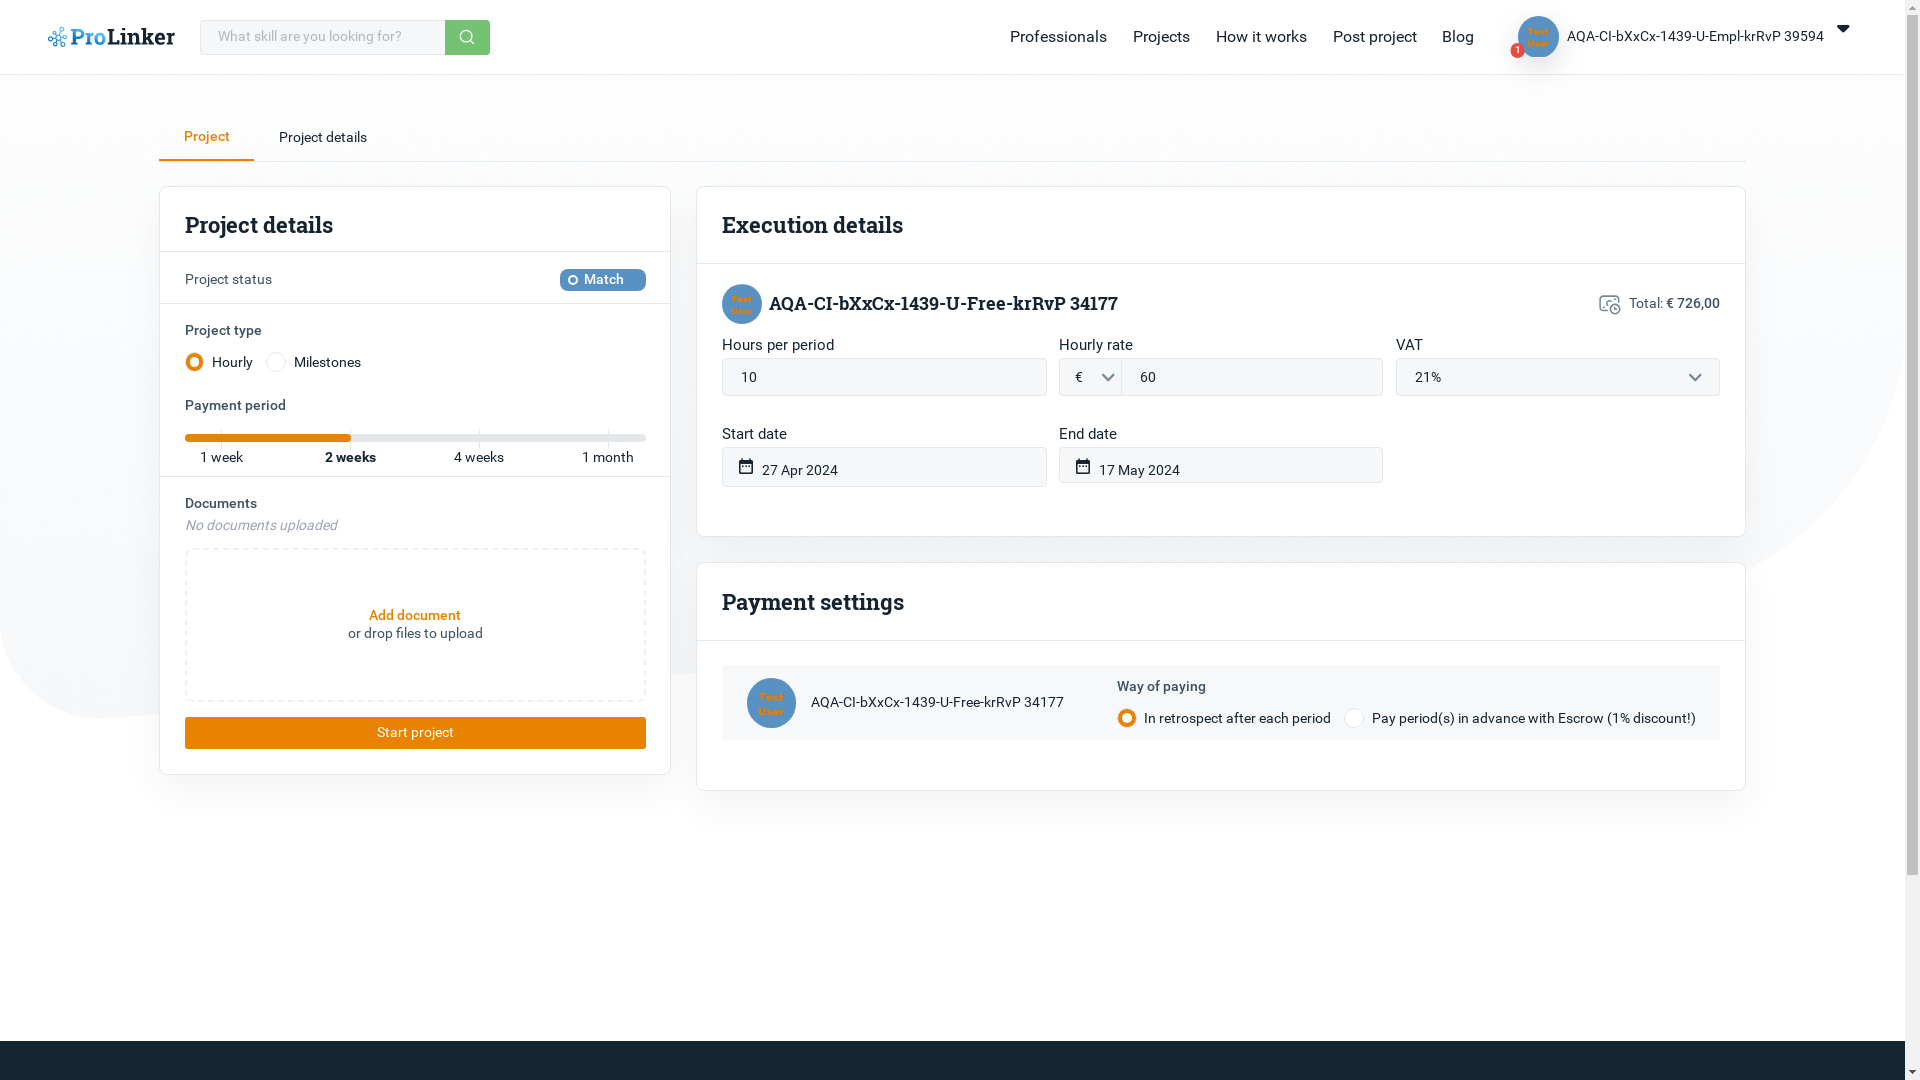 ProLinker
What skill are you looking for?
Professionals
Projects
How it works
Post project
Blog
Test
User
1
AQA-CI-bXxCx-1439-U-Empl-krRvP 39594
Project
Project details
Project details
Project status
Match
Project type
Hourly
Milestones
Payment period
1 week
2 weeks
4 weeks
1 month
Documents
No documents uploaded
Add document
or drop files to upload
Start project
Execution details
Test
User
AQA-CI-bXxCx-1439-U-Free-krRvP 34177
Total: € 726,00
Hours per period
10
Hourly rate
€
60
VAT
21%
Start date
27 Apr 2024
End date
17 May 2024
Payment settings
Test
User
AQA-CI-bXxCx-1439-U-Free-krRvP 34177
Way of paying
In retrospect after each period
Pay period(s) in advance with Escrow (1% discount!)